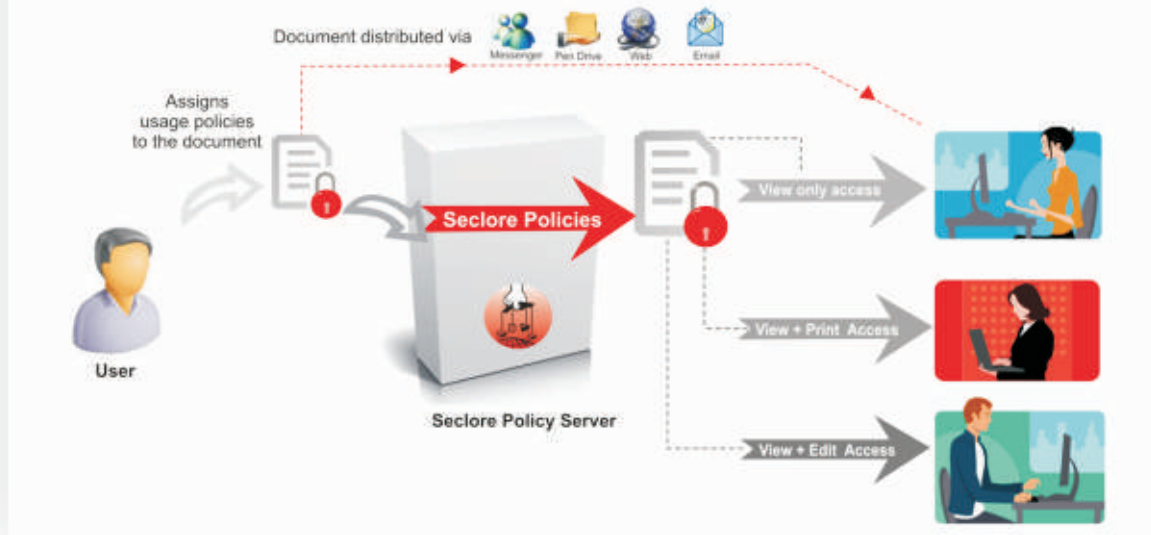 Document distributed via
Messenger
Pen Drive
Web
Email
Assigns
usage policies
to the document
View only access
Seclore Policies
View + Print Access
User
Seclore Policy Server
View + Edit Access